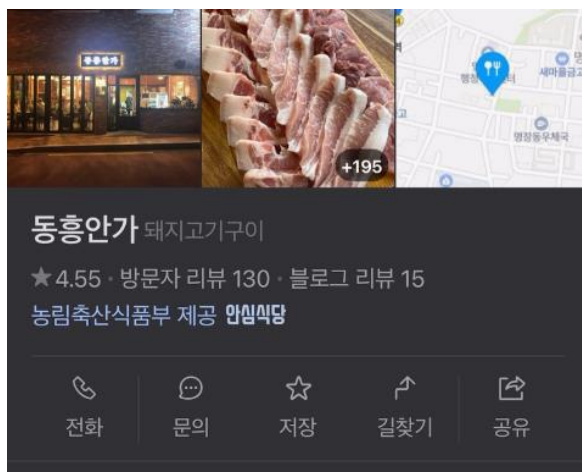 동흥안가
+195
새마을금고
명장동우체국
동흥안가 돼지고기구이
★4.55 · 방문자 리뷰 130 · 블로그 리뷰 15
농림축산식품부 제공 안심식당
전화
문의
저장
길찾기
공유